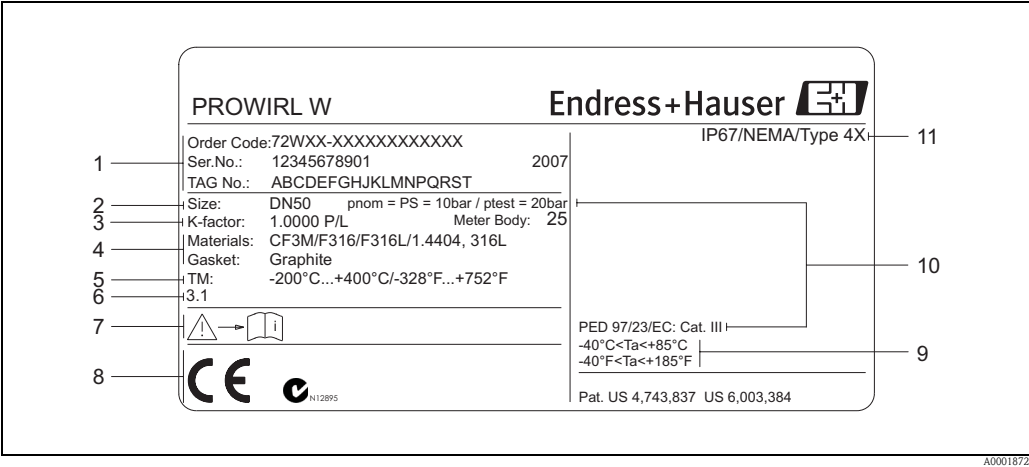 PROWIRL W
Endress+Hauser E+H
IP67/NEMA/Type 4X
11
1
Order Code:72WXX-XXXXXXXXXXXX
Ser.No.: 12345678901 2007
TAG No.: ABCDEFGHJKLMNPQRST
2
Size: DN50 pnom = PS = 10bar / ptest = 20bar
3
K-factor: 1.0000 P/L Meter Body: 25
4
Materials: CF3M/F316/F316L/1.4404, 316L
Gasket: Graphite
5
TM: -200°C...+400°C/-328°F...+752°F
6
3.1
10
7
i
PED 97/23/EC: Cat. III
-40°C<Ta<+85°C
-40°F<Ta<+185°F
9
8
CE
N12895
Pat. US 4,743,837 US 6,003,384
A0001872